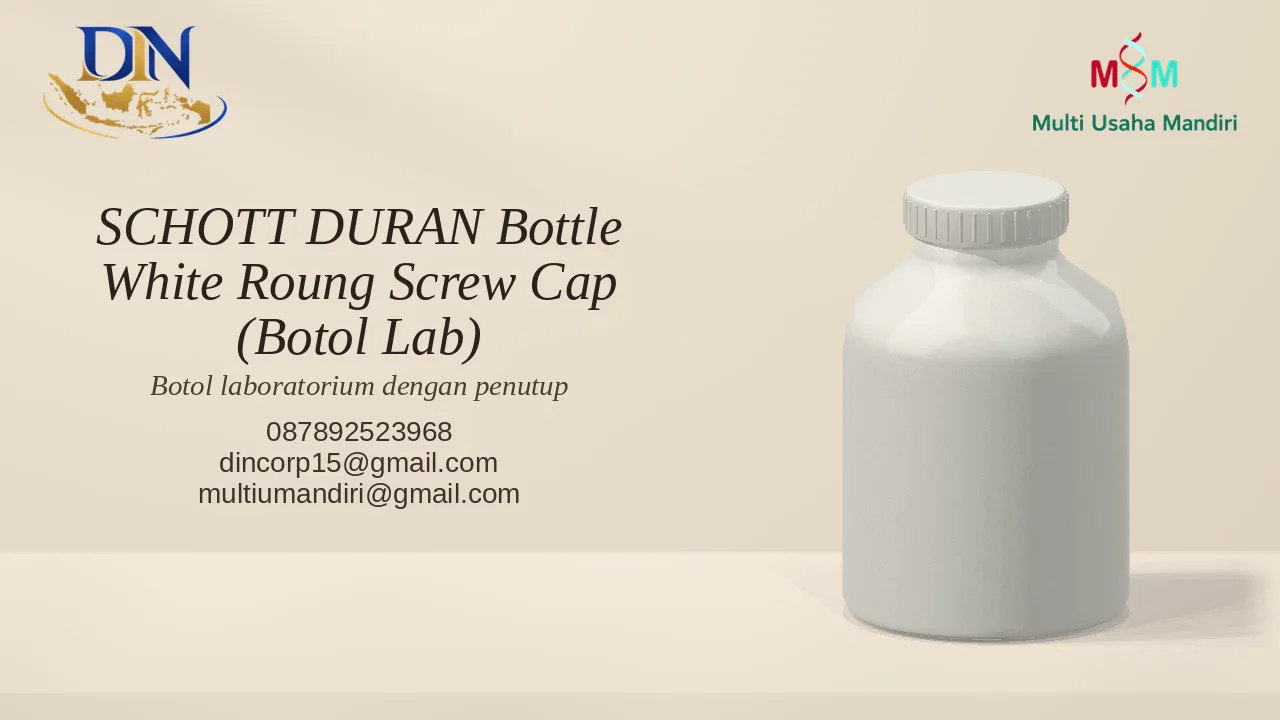 DIN
MSM
Multi Usaha Mandiri
SCHOTT DURAN Bottle
White Roung Screw Cap
(Botol Lab)
Botol laboratorium dengan penutup
087892523968
dincorp15@gmail.com
multiumandiri@gmail.com